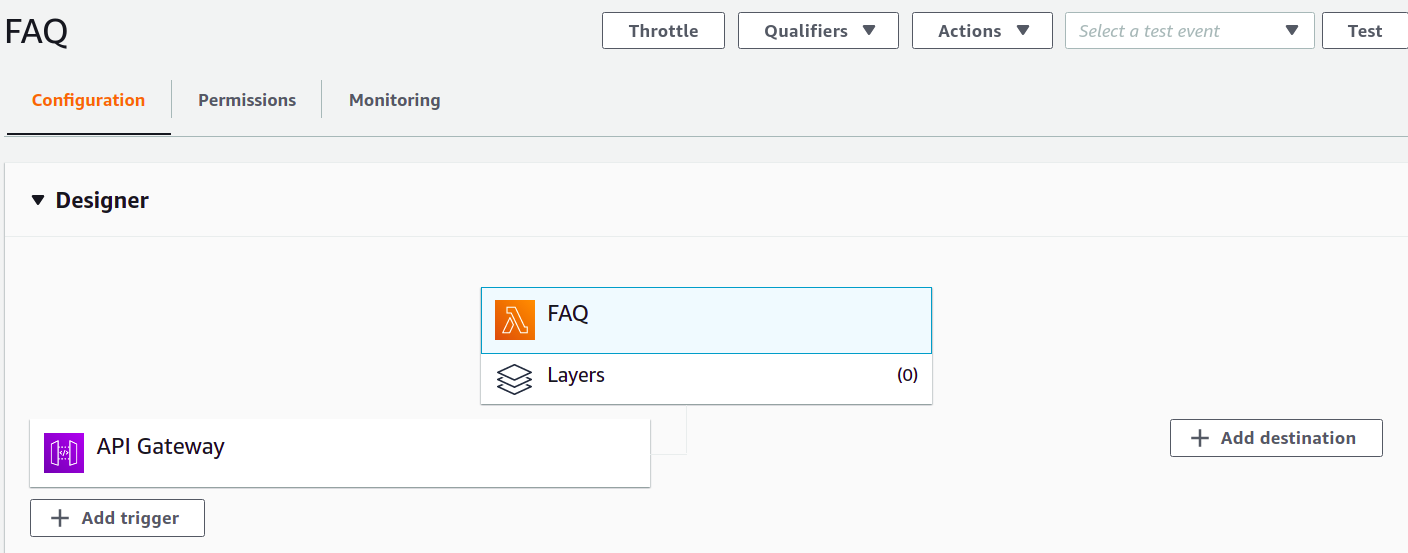 FAQ
Throttle
Qualifiers
Actions
Select a test event
Test
Configuration
Permissions
Monitoring
Designer
FAQ
Layers (0)
API Gateway
Add destination
Add trigger